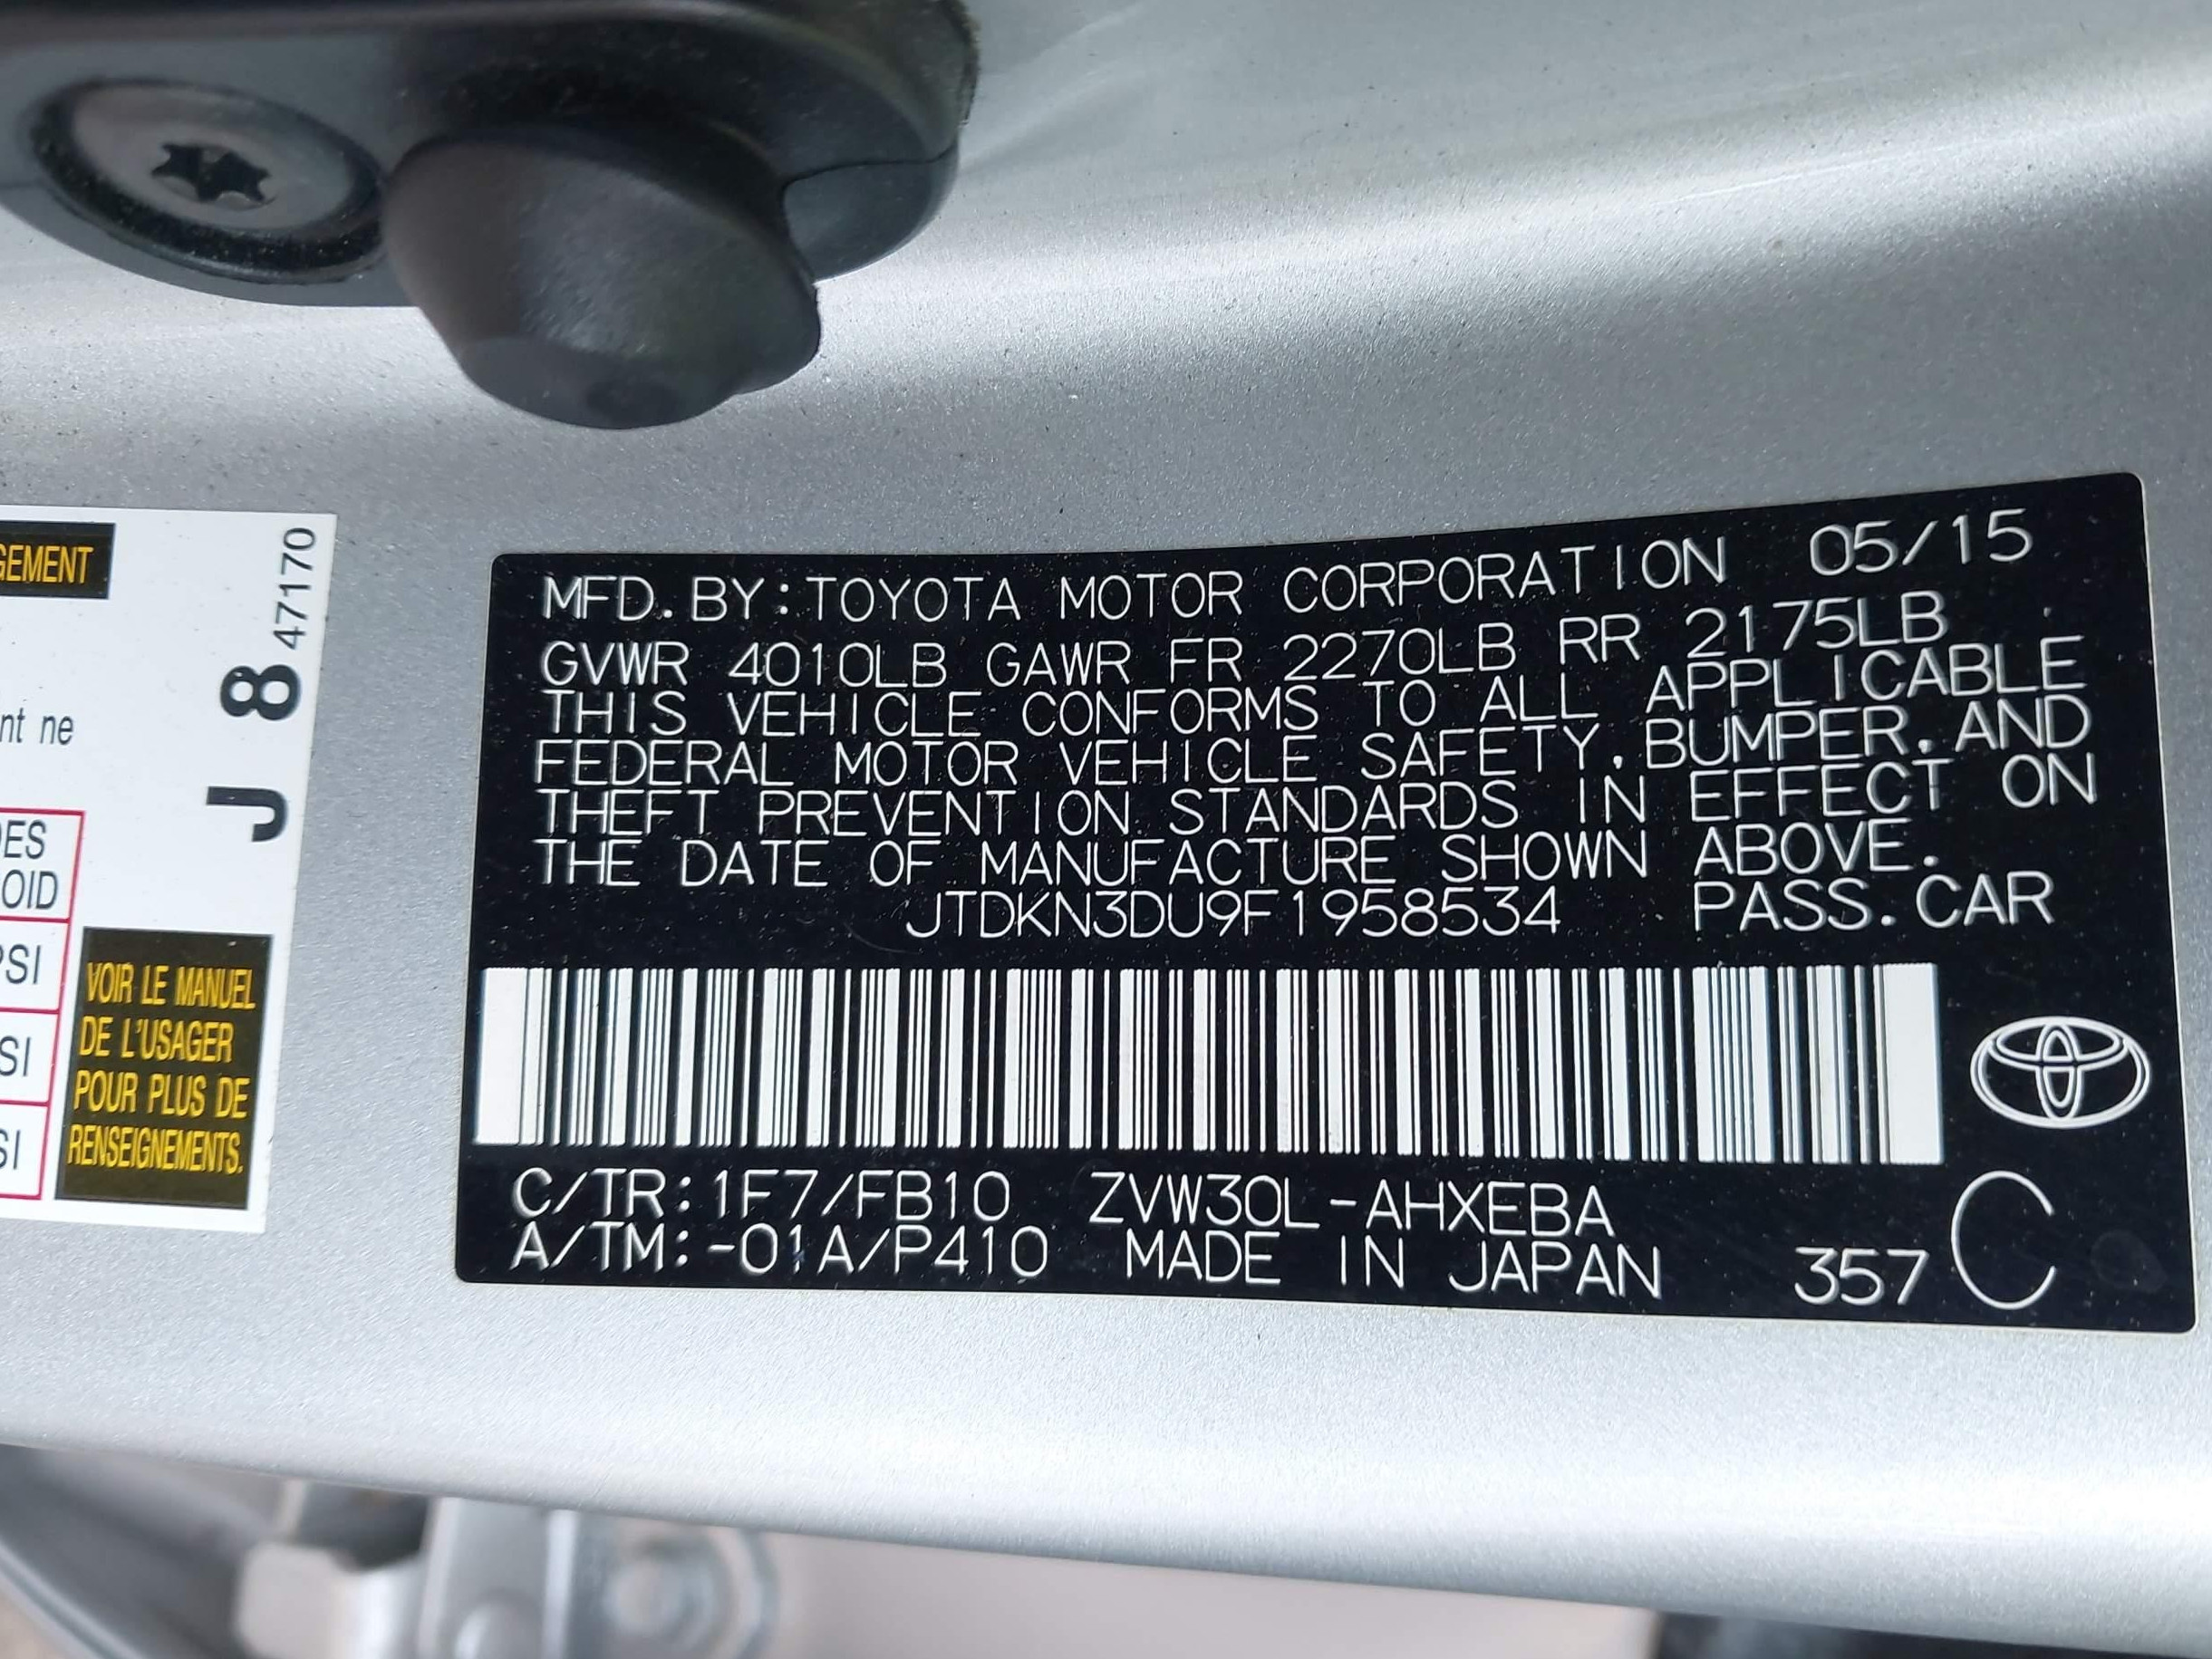 GEMENT
nt ne
DES
OID
PSI
SI
SI
VOIR LE MANUEL
DE L'USAGER
POUR PLUS DE
RENSEIGNEMENTS.
J 8 47170
MFD. BY:TOYOTA MOTOR CORPORATION 05/15
GVWR 4010LB GAWR FR 2270LB RR 2175LB
THIS VEHICLE CONFORMS TO ALL APPLICABLE
FEDERAL MOTOR VEHICLE SAFETY,BUMPER,AND
THEFT PREVENTION STANDARDS IN EFFECT ON
THE DATE OF MANUFACTURE SHOWN ABOVE.
JTDKN3DU9F1958534 PASS.CAR
C/TR:1F7/FB10 ZVW30L-AHXEBA
A/TM:-01A/P410 MADE IN JAPAN 357 C